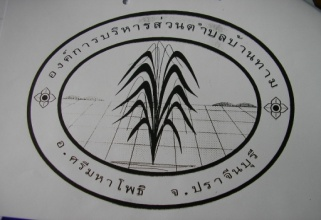 องค์การบริหารส่วนตำบลบ้านทาม
อ.ศรีมหาโพธิ จ.ปราจีนบุรี